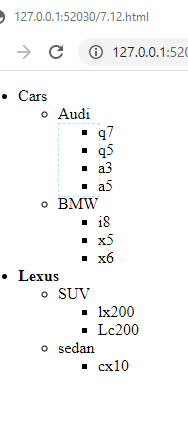 127.0.0.1:52030/7.12.html
127.0.0.1:520
Cars
Audi
q7
q5
a3
a5
BMW
i8
x5
x6
Lexus
SUV
lx200
Lc200
sedan
cx10